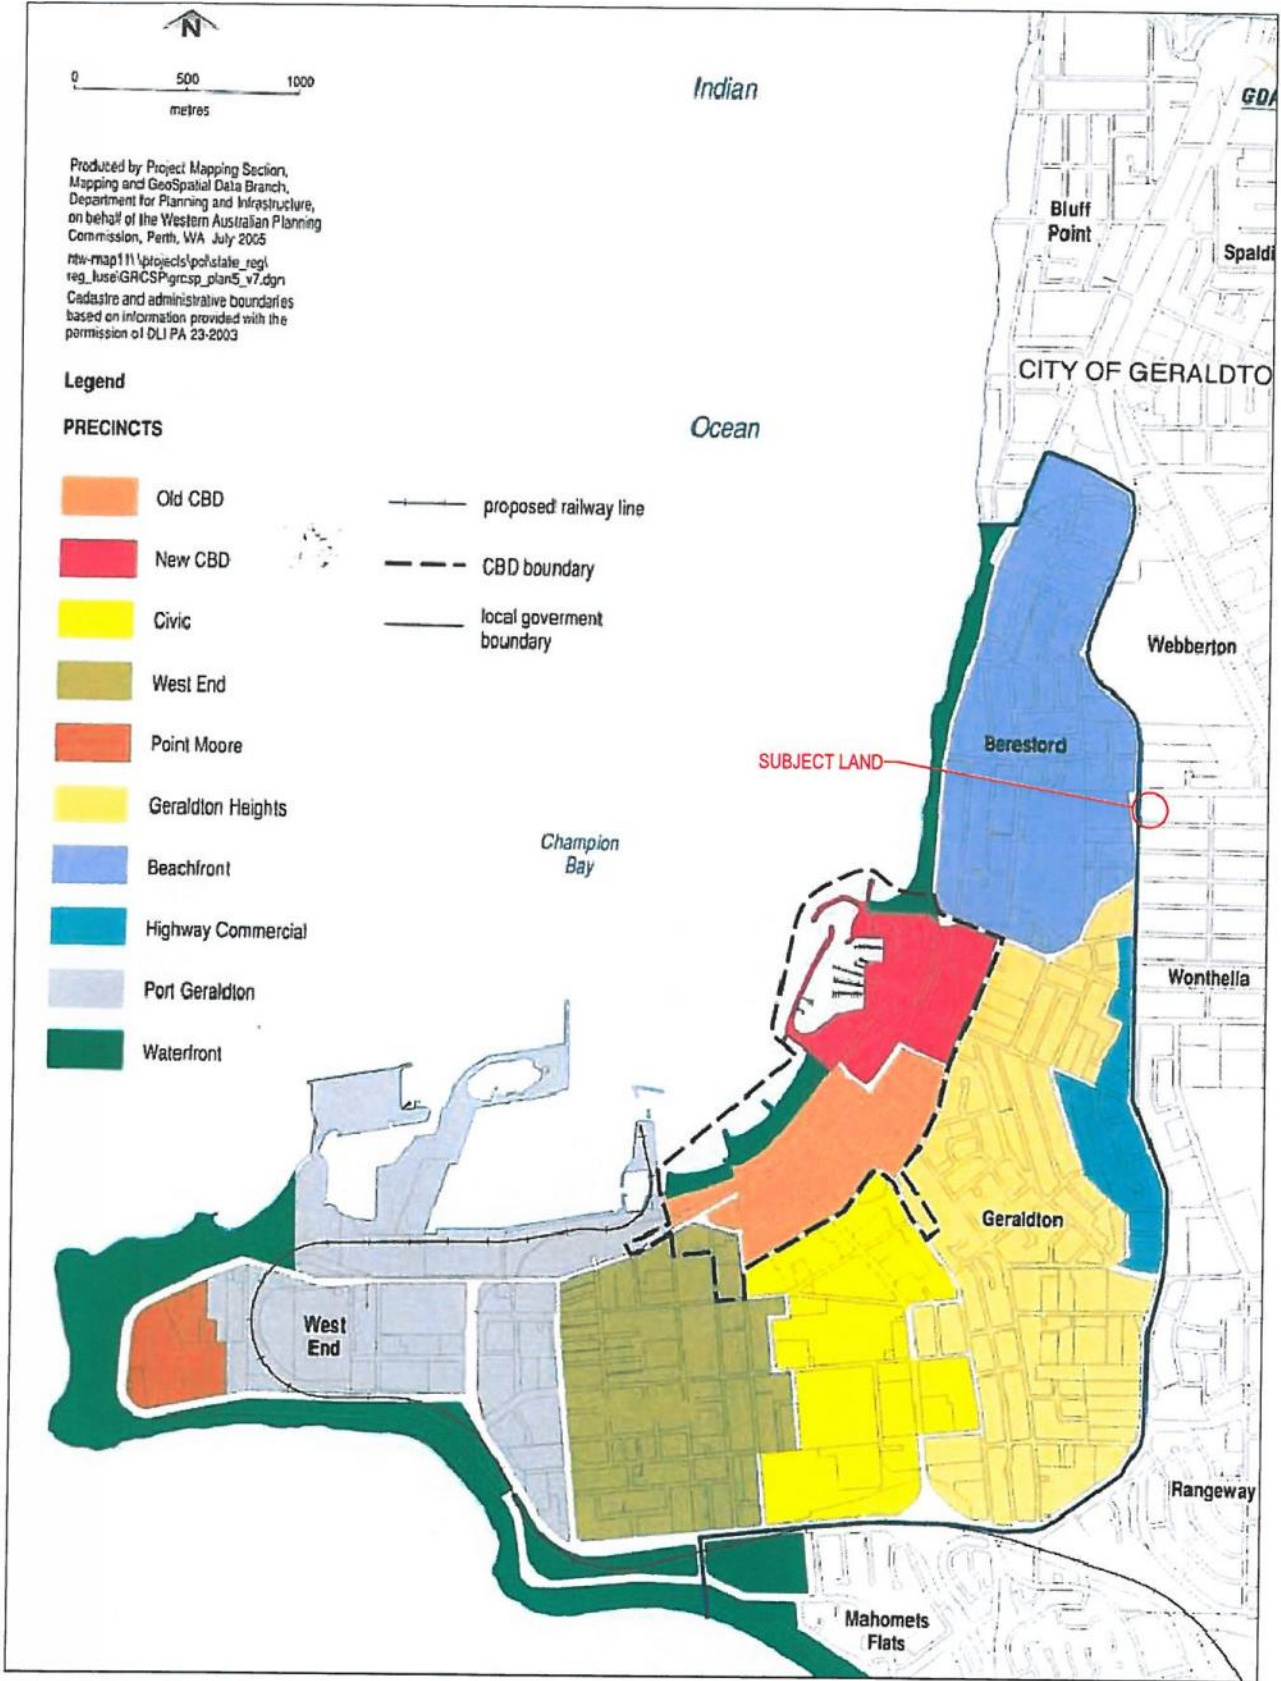 N
0 500 1000
metres
Indian
GDA
Produced by Project Mapping Section,
Mapping and GeoSpatial Data Branch,
Department for Planning and Infrastructure,
on behalf of the Western Australian Planning
Commission, Perth, WA July 2005
reg_luse\GRCSP\grcsp_plan5_v7.dgn
Cadastre and administrative boundaries
based on information provided with the
permission of DLI PA 23-2003
Bluff
Point
Spaldi
CITY OF GERALDTO
Legend
PRECINCTS
Ocean
Old CBD
New CBD
Civic
West End
Point Moore
Geraldton Heights
Beachfront
Highway Commercial
Port Geraldton
Waterfront
proposed railway line
CBD boundary
local goverment
boundary
Webberton
Beresford
SUBJECT LAND
Champion
Bay
Wonthella
Geraldton
West
End
Rangeway
Mahomets
Flats